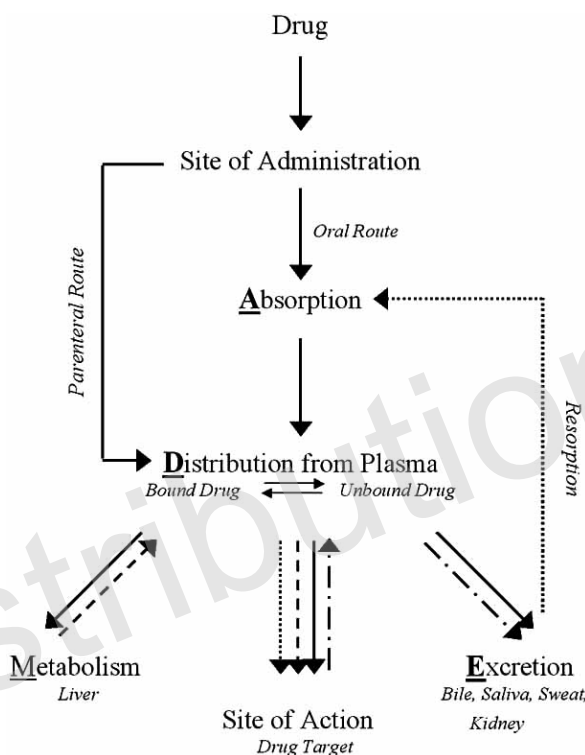 Drug
Site of Administration
Oral Route
Parenteral Route
Absorption
Resorption
Distribution from Plasma
Bound Drug Unbound Drug
Metabolism
Liver
Excretion
Bile, Saliva, Sweat,
Kidney
Site of Action
Drug Target
stribution